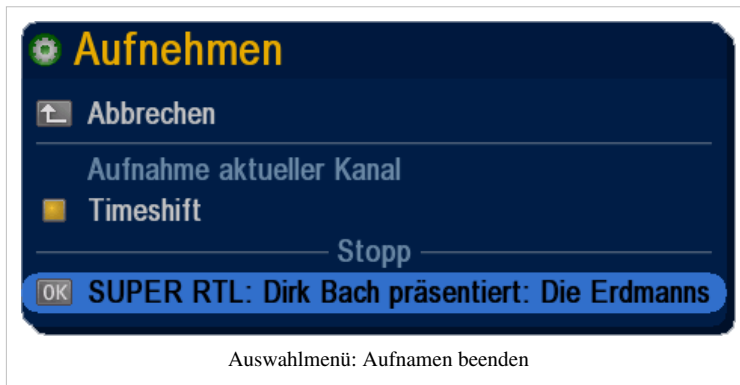 Aufnehmen
Abbrechen
Aufnahme aktueller Kanal
Timeshift
Stopp
OK SUPER RTL: Dirk Bach präsentiert: Die Erdmanns
Auswahlmenü: Aufnamen beenden